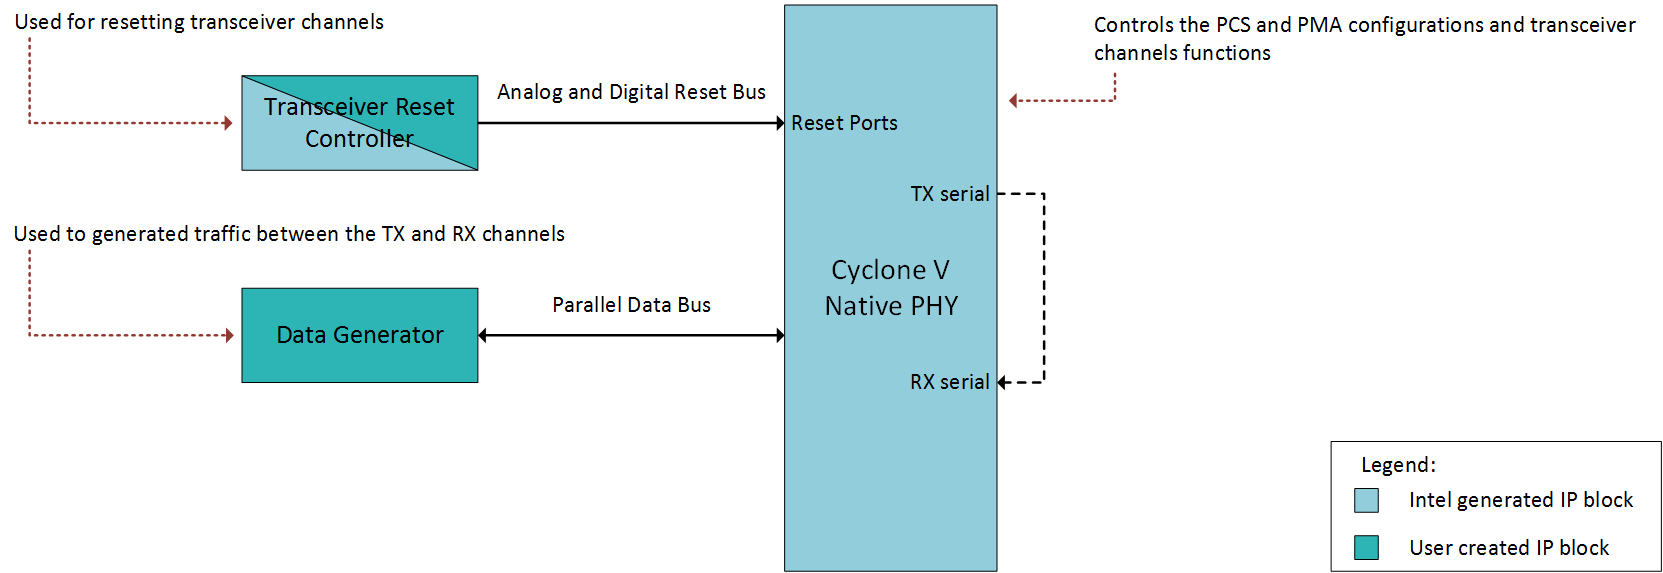 Used for resetting transceiver channels
Controls the PCS and PMA configurations and transceiver
channels functions
Transceiver Reset
Controller
Analog and Digital Reset Bus
Reset Ports
TX serial
Used to generated traffic between the TX and RX channels
Cyclone V
Native PHY
Data Generator
Parallel Data Bus
RX serial
Legend:
Intel generated IP block
User created IP block